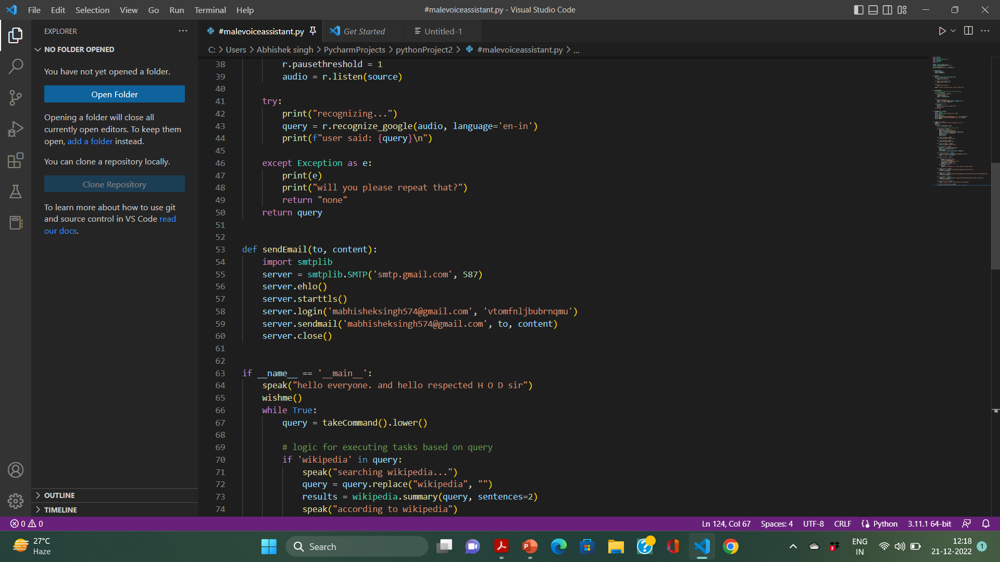 File Edit Selection View Go Run Terminal Help
#malevoiceassistant.py - Visual Studio Code
EXPLORER
NO FOLDER OPENED
You have not yet opened a folder.
Open Folder
Opening a folder will close all
currently open editors. To keep them
open, add a folder instead.
You can clone a repository locally.
Clone Repository
To learn more about how to use git
and source control in VS Code read
our docs.
OUTLINE
TIMELINE
#malevoiceassistant.py Get Started Untitled-1
C: > Users > Abhishek singh > PycharmProjects > pythonProject2 > #malevoiceassistant.py > ...
38 r.pausethreshold = 1
39 audio = r.listen(source)
40
41 try:
42 print("recognizing...")
43 query = r.recognize_google(audio, language='en-in')
44 print(f"user said: {query}\n")
45
46 except Exception as e:
47 print(e)
48 print("will you please repeat that?")
49 return "none"
50 return query
51
52
53 def sendEmail(to, content):
54 import smtplib
55 server = smtplib.SMTP('smtp.gmail.com', 587)
56 server.ehlo()
57 server.starttls()
58 server.login('mabhisheksingh574@gmail.com', 'vtomfnljbubrnqmu')
59 server.sendmail('mabhisheksingh574@gmail.com', to, content)
60 server.close()
61
62
63 if __name__ == '__main__':
64 speak("hello everyone. and hello respected H O D sir")
65 wishme()
66 while True:
67 query = takeCommand().lower()
68
69 # logic for executing tasks based on query
70 if 'wikipedia' in query:
71 speak("searching wikipedia...")
72 query = query.replace("wikipedia", "")
73 results = wikipedia.summary(query, sentences=2)
74 speak("according to wikipedia")
0 0
Ln 124, Col 67 Spaces: 4 UTF-8 CRLF Python 3.11.1 64-bit
27°C
Haze
Search
ENG
IN
12:18
21-12-2022
1